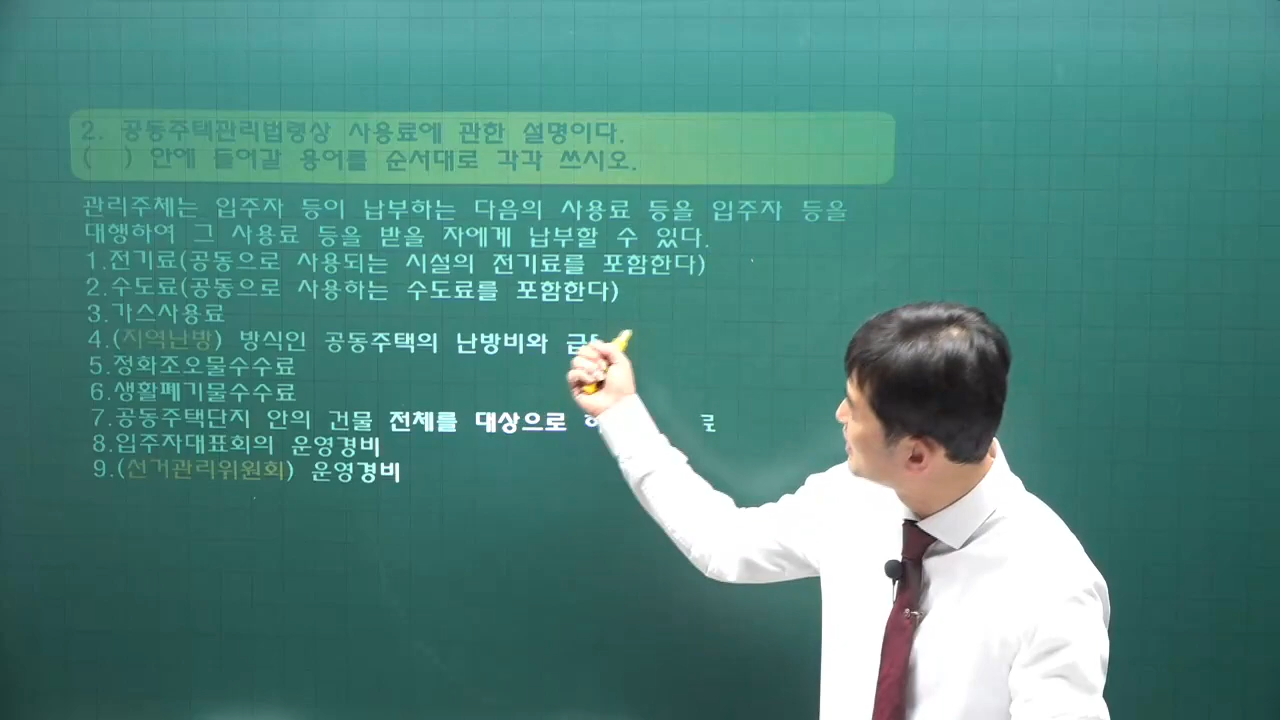 2. 공동주택관리법령상 사용료에 관한 설명이다.
( ) 안에 들어갈 용어를 순서대로 각각 쓰시오.
관리주체는 입주자 등이 납부하는 다음의 사용료 등을 입주자 등을
대행하여 그 사용료 등을 받을 자에게 납부할 수 있다.
1.전기료(공동으로 사용되는 시설의 전기료를 포함한다)
2.수도료(공동으로 사용하는 수도료를 포함한다)
3.가스사용료
4.(지역난방) 방식인 공동주택의 난방비와
5.정화조오물수수료
6.생활폐기물수수료
7.공동주택단지 안의 건물 전체를 대상으로 료
8.입주자대표회의 운영경비
9.(선거관리위원회) 운영경비